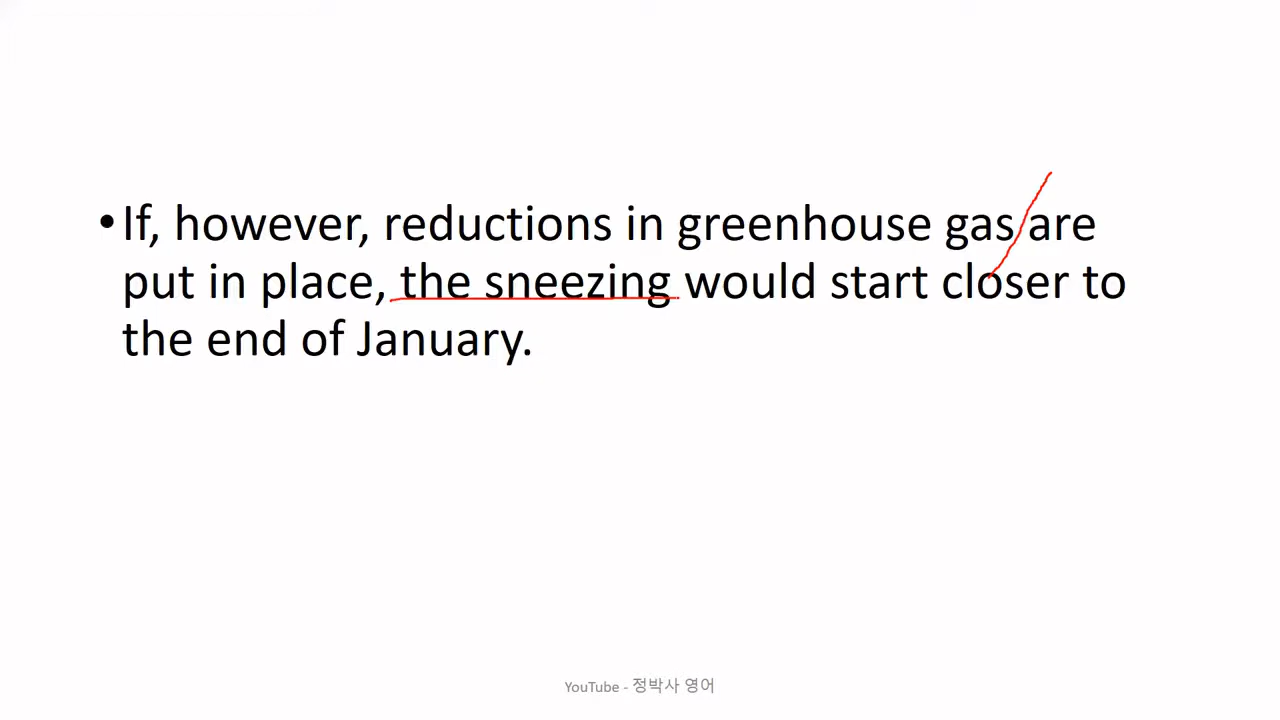 •If, however, reductions in greenhouse gas are
put in place, the sneezing would start closer to
the end of January.
YouTube - 정박사 영어